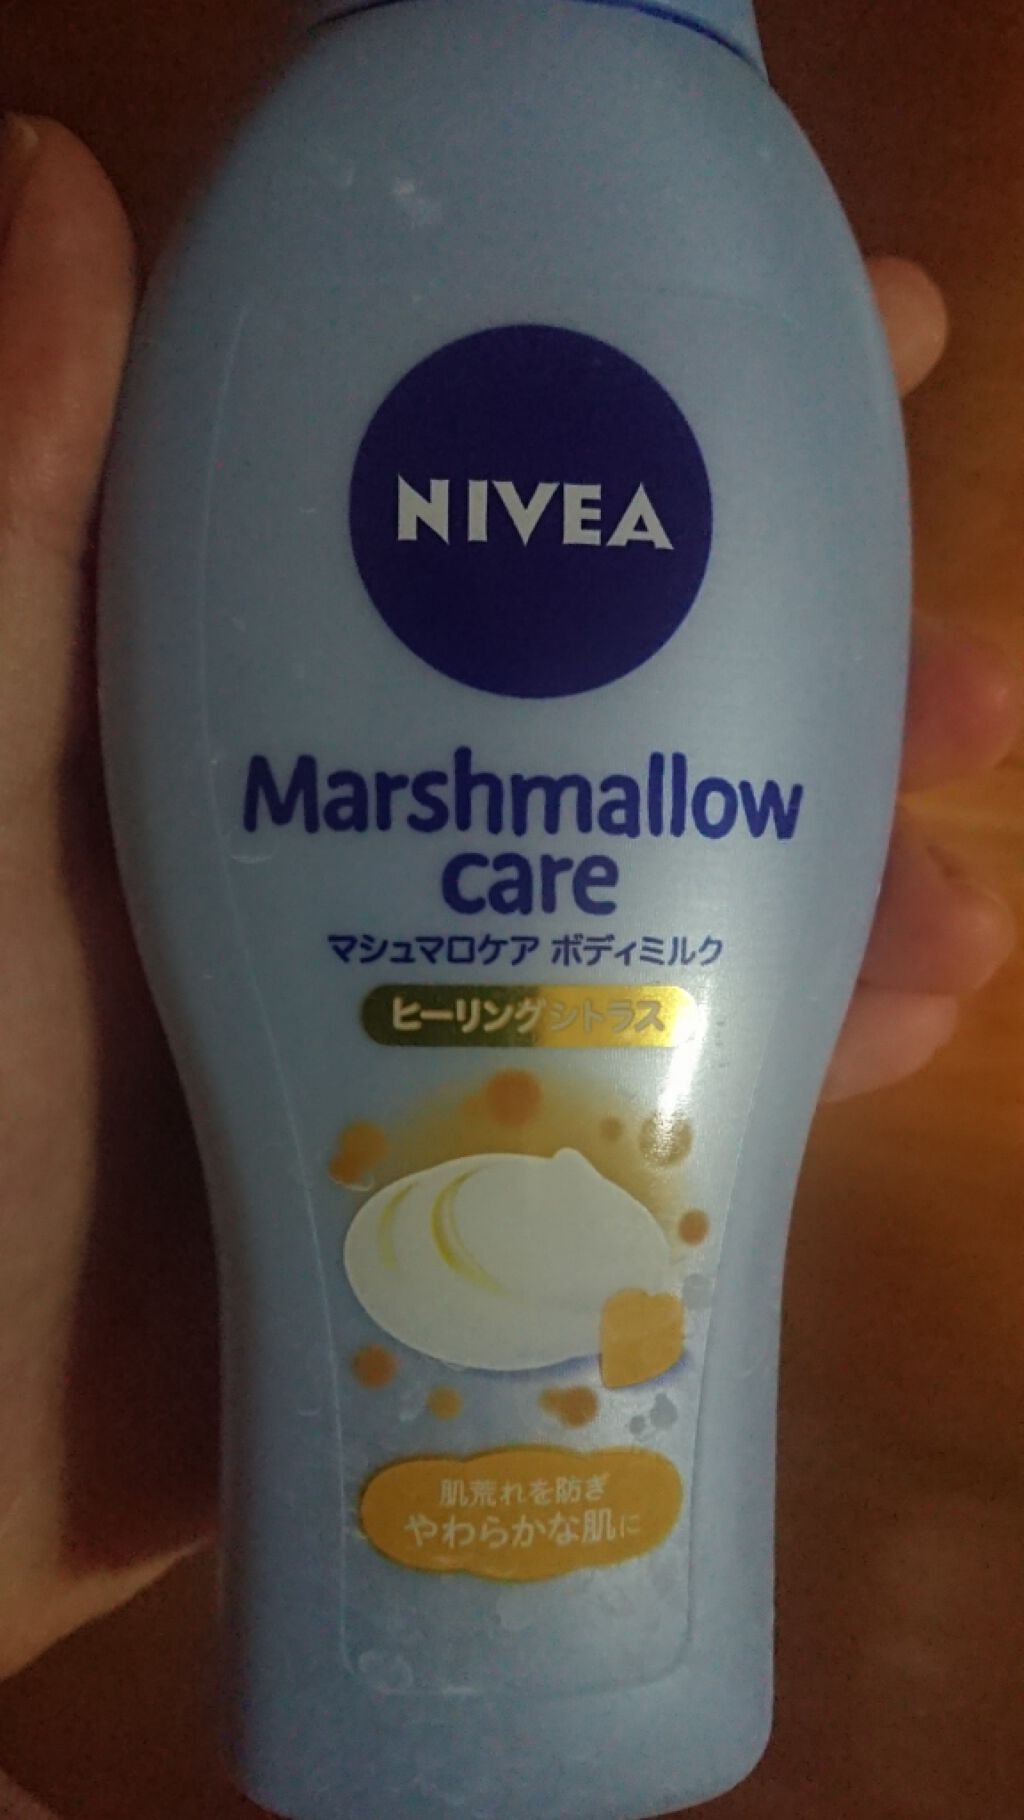 NIVEA
Marshmallow
care
マシュマロケア ボディミルク
ヒーリングシトラス
肌荒れを防ぎ
やわらかな肌に